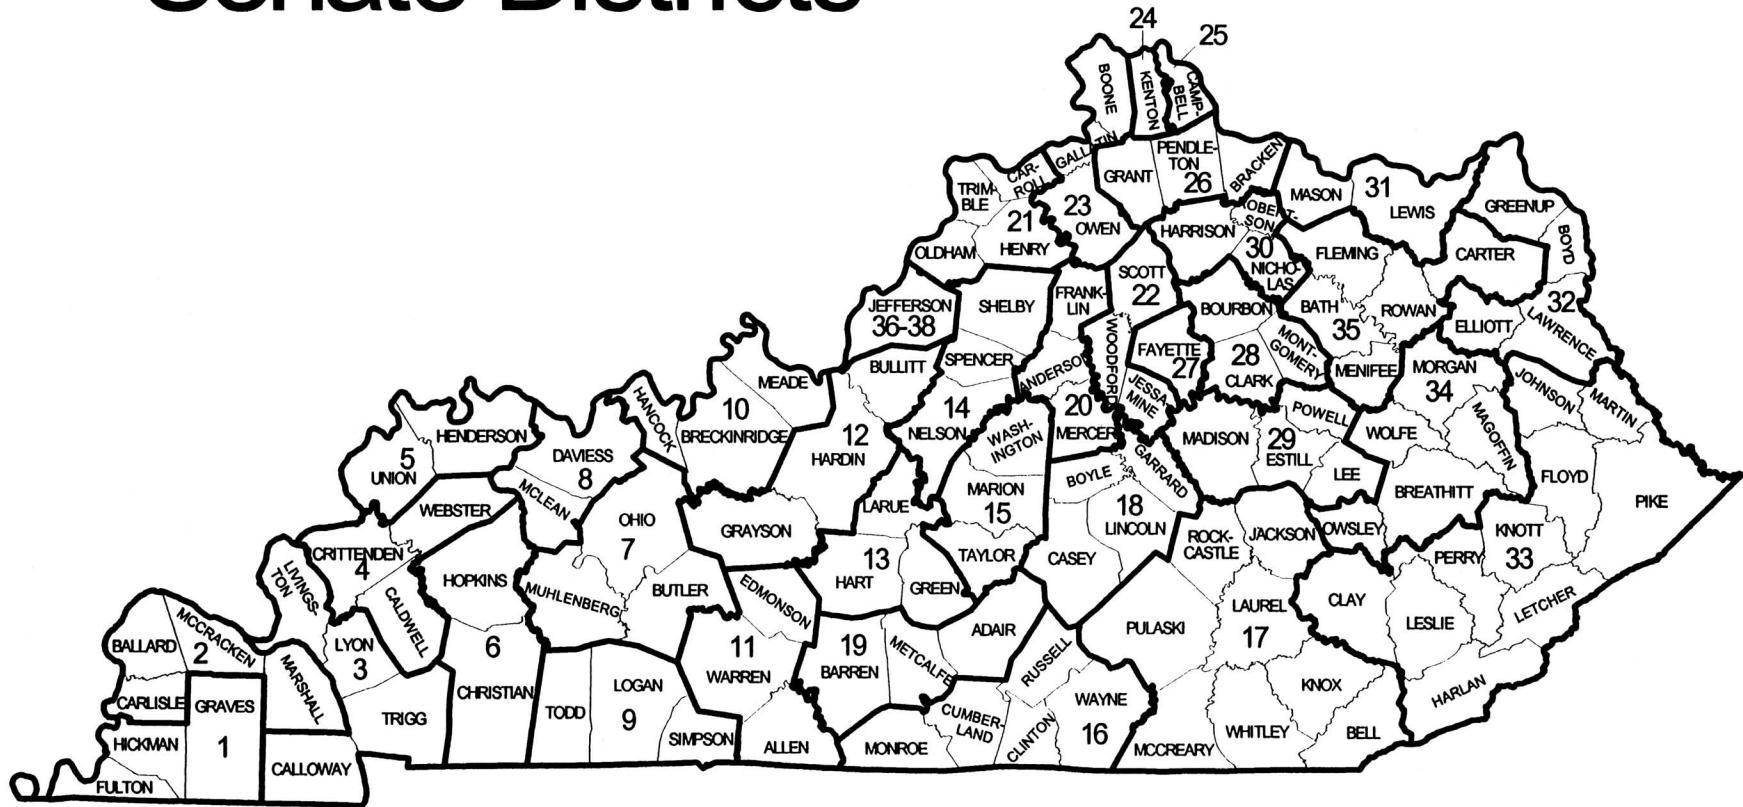 Senate Districts
24
25
BOONE
KENTON
CAMP-
BELL
GALLATIN
CAR-
ROLL
TRIM-
BLE
GRANT
PENDLE-
TON
26
BRACKEN
MASON
31
LEWIS
GREENUP
BOYD
23
OWEN
21
HENRY
OLDHAM
HARRISON
ROBERT-
SON
30
NICHO-
LAS
FLEMING
CARTER
JEFFERSON
36-38
SHELBY
FRANK-
LIN
SCOTT
22
BOURBON
BATH
35
ROWAN
ELLIOTT
32
LAWRENCE
BULLITT
SPENCER
ANDERSON
WOODFORD
FAYETTE
27
28
CLARK
MONT-
GOMERY
MENIFEE
MORGAN
34
JOHNSON
MARTIN
MEADE
10
BRECKINRIDGE
HANCOCK
14
NELSON
WASH-
INGTON
20
MERCER
JESSA
MINE
MADISON
29
ESTILL
POWELL
WOLFE
MAGOFFIN
HENDERSON
5
UNION
DAVIESS
8
MCLEAN
12
HARDIN
LARUE
MARION
15
BOYLE
GARRARD
18
LINCOLN
LEE
BREATHITT
FLOYD
PIKE
WEBSTER
OHIO
7
GRAYSON
TAYLOR
CASEY
ROCK-
CASTLE
JACKSON
OWSLEY
PERRY
KNOTT
33
CRITTENDEN
4
LIVINGS-
TON
HOPKINS
CALDWELL
MUHLENBERG
BUTLER
EDMONSON
13
HART
GREEN
ADAIR
PULASKI
LAUREL
17
CLAY
LESLIE
LETCHER
BALLARD
2
MCCRACKEN
LYON
3
6
CHRISTIAN
11
WARREN
19
BARREN
METCALFE
RUSSELL
KNOX
HARLAN
CARLISLE
GRAVES
1
MARSHALL
TRIGG
TODD
LOGAN
9
SIMPSON
ALLEN
MONROE
CUMBER-
LAND
CLINTON
WAYNE
16
MCCREARY
WHITLEY
BELL
HICKMAN
FULTON
CALLOWAY